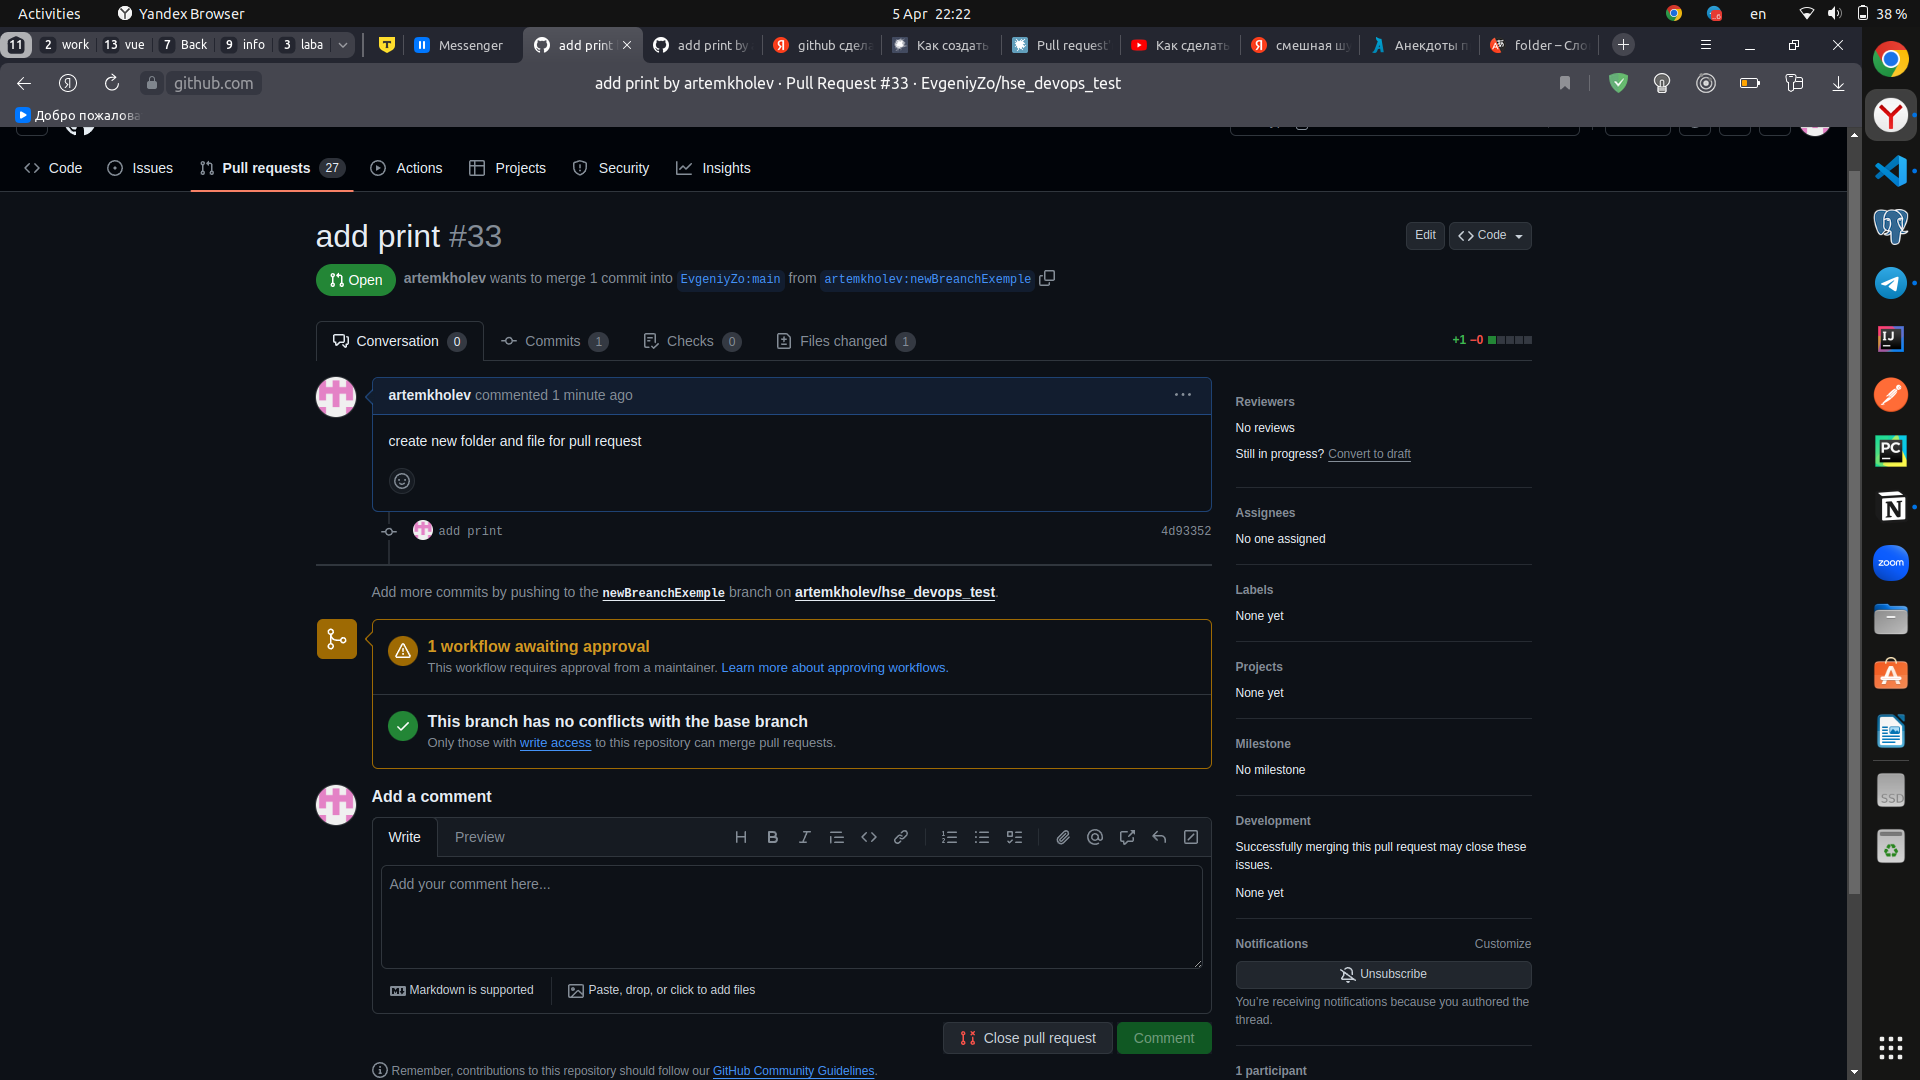 Activities
Yandex Browser
5 Apr 22:22
en
38 %
11
2 work
13 vue
7 Back
9 info
3 laba
Messenger
add print
add print by
github сдела
Как создать
Pull request'
Как сделать
смешная шу
Анекдоты п
folder – Сло
github.com
add print by artemkholev · Pull Request #33 · EvgeniyZo/hse_devops_test
Добро пожалова
Code
Issues
Pull requests 27
Actions
Projects
Security
Insights
add print #33
Edit
Code
Open
artemkholev wants to merge 1 commit into EvgeniyZo:main from artemkholev:newBreanchExemple
Conversation 0
Commits 1
Checks 0
Files changed 1
+1 −0
artemkholev commented 1 minute ago
create new folder and file for pull request
add print
4d93352
Add more commits by pushing to the newBreanchExemple branch on artemkholev/hse_devops_test.
1 workflow awaiting approval
This workflow requires approval from a maintainer. Learn more about approving workflows.
This branch has no conflicts with the base branch
Only those with write access to this repository can merge pull requests.
Add a comment
Write
Preview
Add your comment here...
Markdown is supported
Paste, drop, or click to add files
Close pull request
Comment
Remember, contributions to this repository should follow our GitHub Community Guidelines.
Reviewers
No reviews
Still in progress? Convert to draft
Assignees
No one assigned
Labels
None yet
Projects
None yet
Milestone
No milestone
Development
Successfully merging this pull request may close these
issues.
None yet
Notifications
Customize
Unsubscribe
You're receiving notifications because you authored the
thread.
1 participant
IJ
PC
zoom
SSD